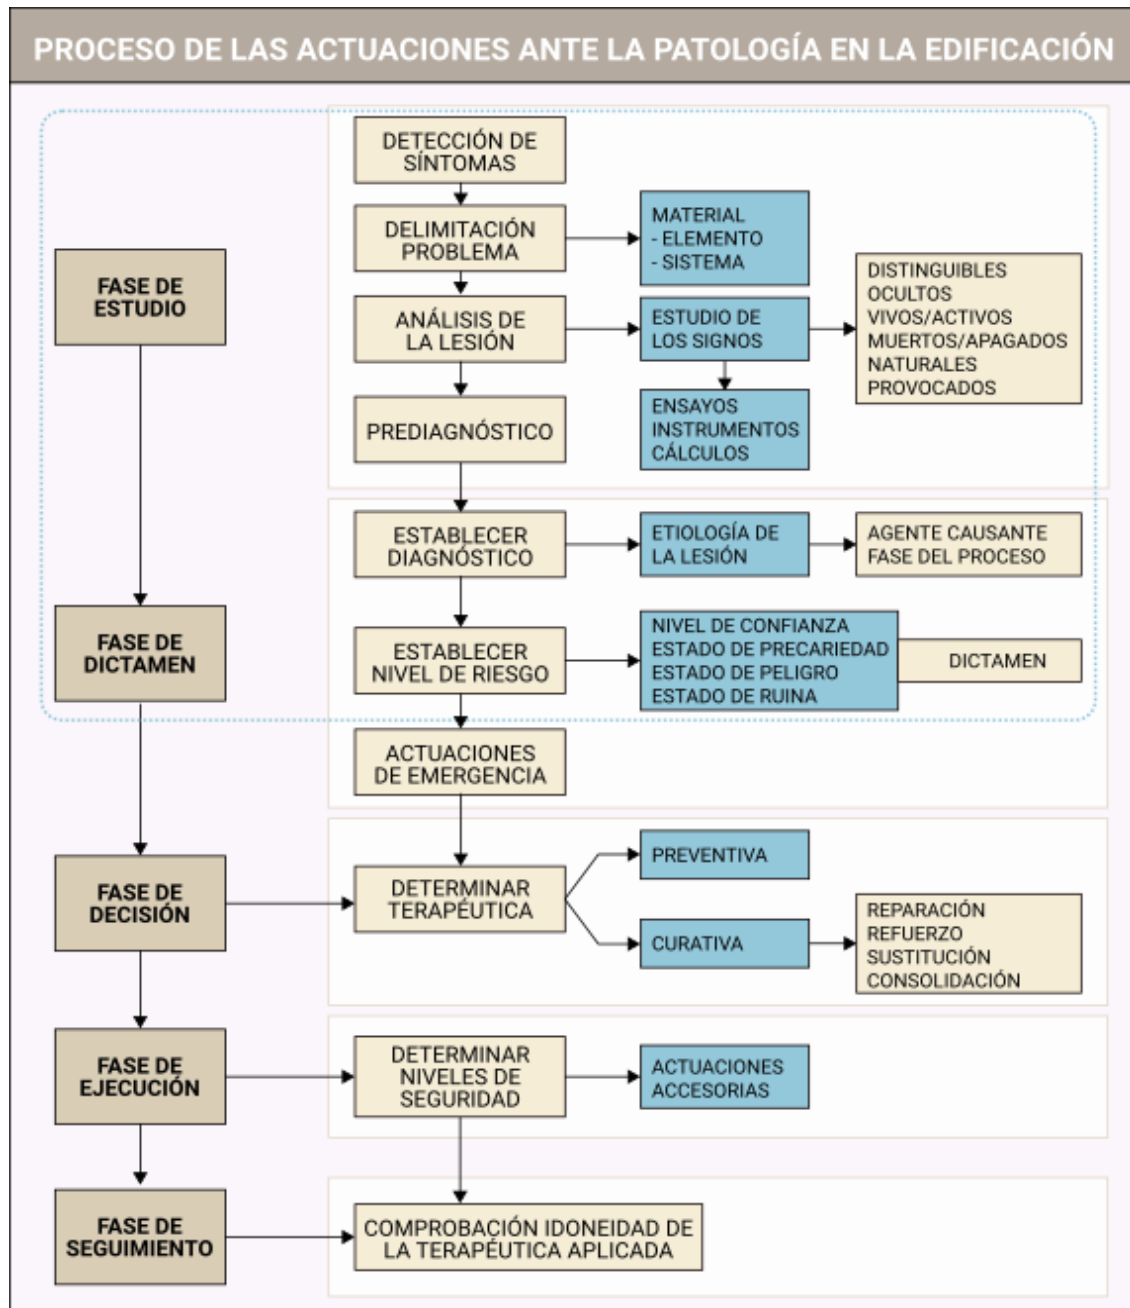 PROCESO DE LAS ACTUACIONES ANTE LA PATOLOGÍA EN LA EDIFICACIÓN
FASE DE
ESTUDIO
DETECCIÓN DE
SÍNTOMAS
DELIMITACIÓN
PROBLEMA
MATERIAL
- ELEMENTO
- SISTEMA
ANÁLISIS DE
LA LESIÓN
ESTUDIO DE
LOS SIGNOS
DISTINGUIBLES
OCULTOS
VIVOS/ACTIVOS
MUERTOS/APAGADOS
NATURALES
PROVOCADOS
PREDIAGNÓSTICO
ENSAYOS
INSTRUMENTOS
CÁLCULOS
FASE DE
DICTAMEN
ESTABLECER
DIAGNÓSTICO
ETIOLOGÍA DE
LA LESIÓN
AGENTE CAUSANTE
FASE DEL PROCESO
ESTABLECER
NIVEL DE RIESGO
NIVEL DE CONFIANZA
ESTADO DE PRECARIEDAD
ESTADO DE PELIGRO
ESTADO DE RUINA
DICTAMEN
ACTUACIONES
DE EMERGENCIA
FASE DE
DECISIÓN
DETERMINAR
TERAPÉUTICA
PREVENTIVA
CURATIVA
REPARACIÓN
REFUERZO
SUSTITUCIÓN
CONSOLIDACIÓN
FASE DE
EJECUCIÓN
DETERMINAR
NIVELES DE
SEGURIDAD
ACTUACIONES
ACCESORIAS
FASE DE
SEGUIMIENTO
COMPROBACIÓN IDONEIDAD DE
LA TERAPÉUTICA APLICADA